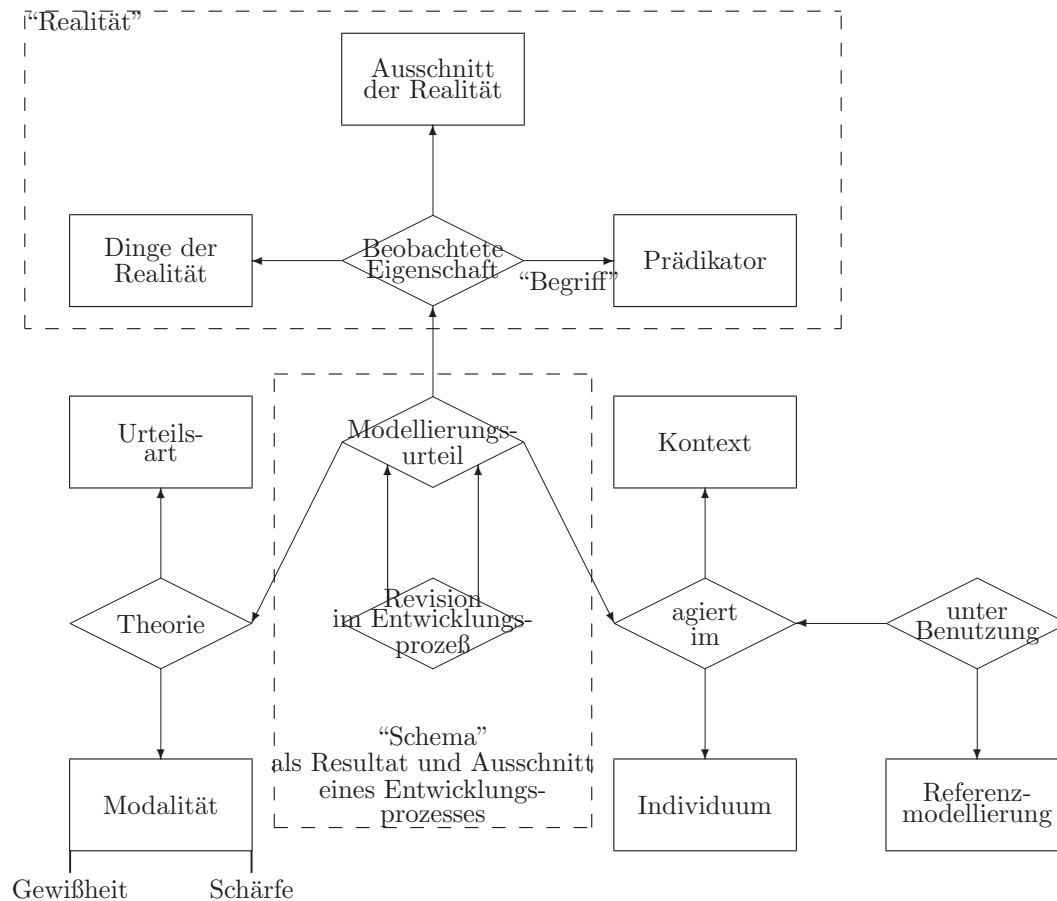 “Realität”
Ausschnitt
der Realität
Dinge der
Realität
Beobachtete
Eigenschaft
“Begriff”
Prädikator
Urteils-
art
Modellierungs-
urteil
Kontext
Theorie
Revision
im Entwicklungs-
prozeß
agiert
im
unter
Benutzung
“Schema”
als Resultat und Ausschnitt
eines Entwicklungs-
prozesses
Modalität
Individuum
Referenz-
modellierung
Gewißheit
Schärfe